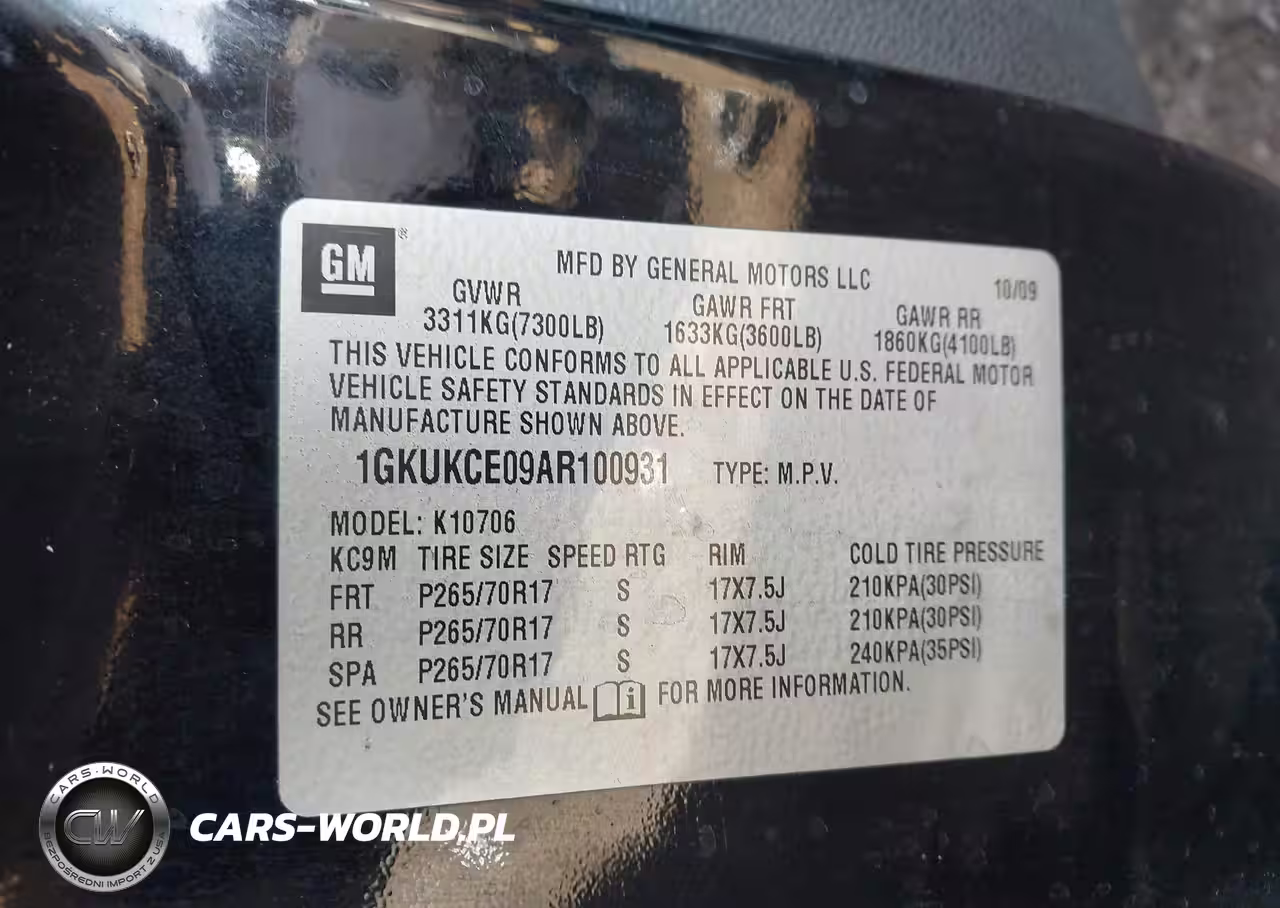 GM®
MFD BY GENERAL MOTORS LLC 10/09
GVWR GAWR FRT GAWR RR
3311KG(7300LB) 1633KG(3600LB) 1860KG(4100LB)
THIS VEHICLE CONFORMS TO ALL APPLICABLE U.S. FEDERAL MOTOR
VEHICLE SAFETY STANDARDS IN EFFECT ON THE DATE OF
MANUFACTURE SHOWN ABOVE.
1GKUKCE09AR100931 TYPE: M.P.V.
MODEL: K10706
KC9M TIRE SIZE SPEED RTG RIM COLD TIRE PRESSURE
FRT P265/70R17 S 17X7.5J 210KPA(30PSI)
RR P265/70R17 S 17X7.5J 210KPA(30PSI)
SPA P265/70R17 S 17X7.5J 240KPA(35PSI)
SEE OWNER'S MANUAL i FOR MORE INFORMATION.
CARS-WORLD
CW
BEZPOŚREDNI IMPORT Z USA
CARS-WORLD.PL